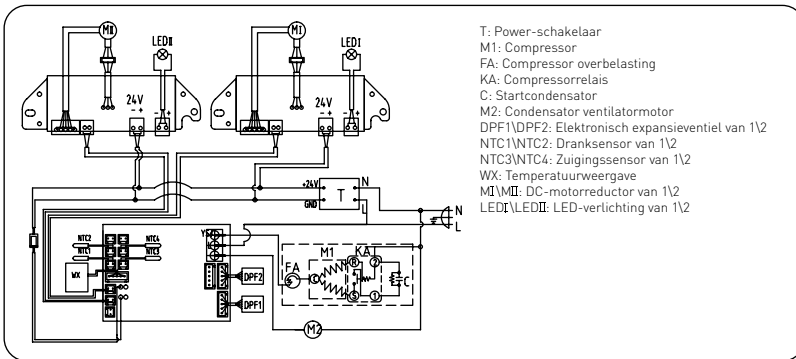 MⅡ
LEDⅡ
24V
- +
- +
MⅠ
LEDⅠ
24V
- +
- +
+24V
GND
T
N
N
L
NTC2
NTC1
NTC4
NTC3
WX
DPF2
DPF1
FA
M1
KA
C
R
S
2
1
C
M2
T: Power-schakelaar
M1: Compressor
FA: Compressor overbelasting
KA: Compressorrelais
C: Startcondensator
M2: Condensator ventilatormotor
DPF1\DPF2: Elektronisch expansieventiel van 1\2
NTC1\NTC2: Dranksensor van 1\2
NTC3\NTC4: Zuigingssensor van 1\2
WX: Temperatuurweergave
MⅠ\MⅡ: DC-motorreductor van 1\2
LEDⅠ\LEDⅡ: LED-verlichting van 1\2